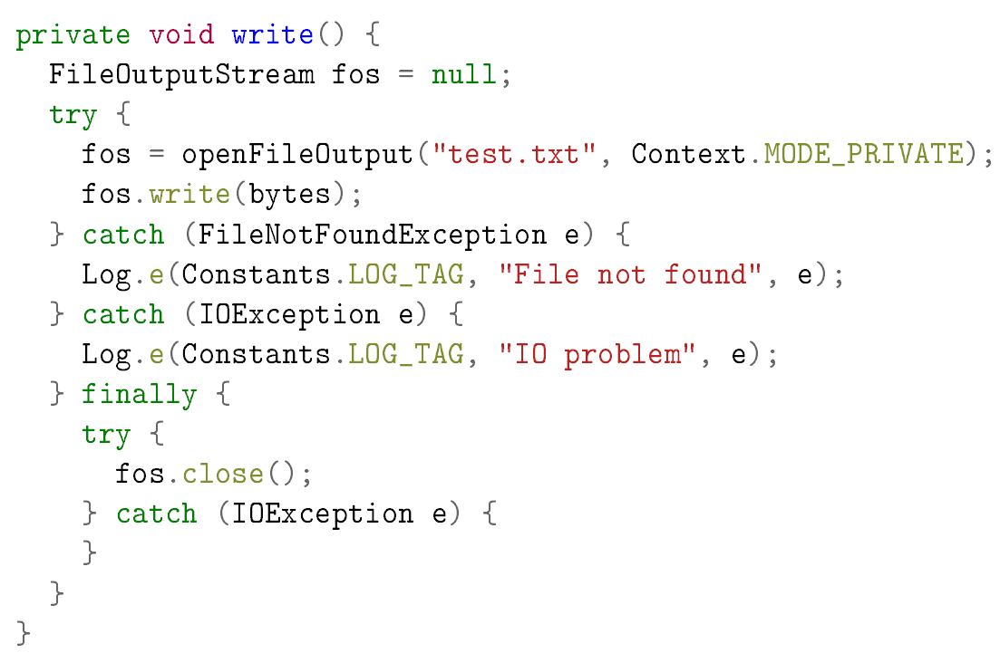 private void write() {
  FileOutputStream fos = null;
  try {
    fos = openFileOutput("test.txt", Context.MODE_PRIVATE);
    fos.write(bytes);
  } catch (FileNotFoundException e) {
    Log.e(Constants.LOG_TAG, "File not found", e);
  } catch (IOException e) {
    Log.e(Constants.LOG_TAG, "IO problem", e);
  } finally {
    try {
      fos.close();
    } catch (IOException e) {
    }
  }
}